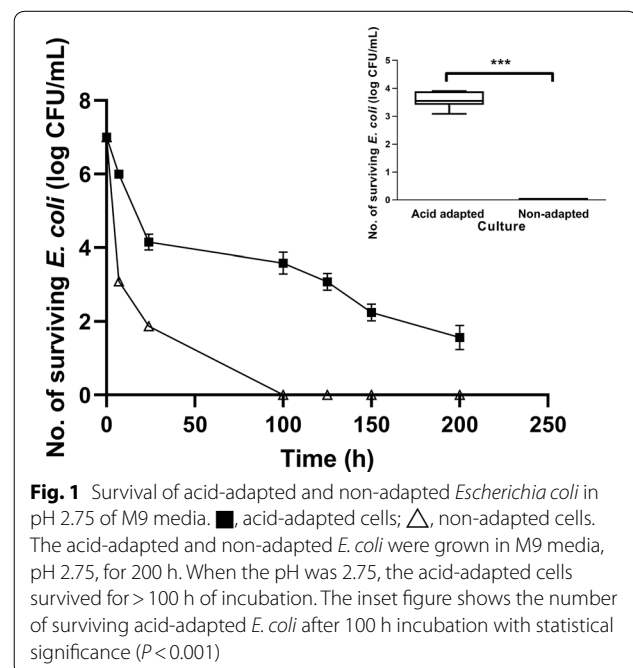 No. of surviving E. coli (log CFU/mL)
8
6
4
2
0
0 50 100 150 200 250
Time (h)
No. of surviving E. coli (log CFU/mL)
5
4
3
2
1
0
***
Acid adapted Non-adapted
Culture
Fig. 1 Survival of acid-adapted and non-adapted Escherichia coli in
pH 2.75 of M9 media. ■, acid-adapted cells; △, non-adapted cells.
The acid-adapted and non-adapted E. coli were grown in M9 media,
pH 2.75, for 200 h. When the pH was 2.75, the acid-adapted cells
survived for > 100 h of incubation. The inset figure shows the number
of surviving acid-adapted E. coli after 100 h incubation with statistical
significance (P < 0.001)